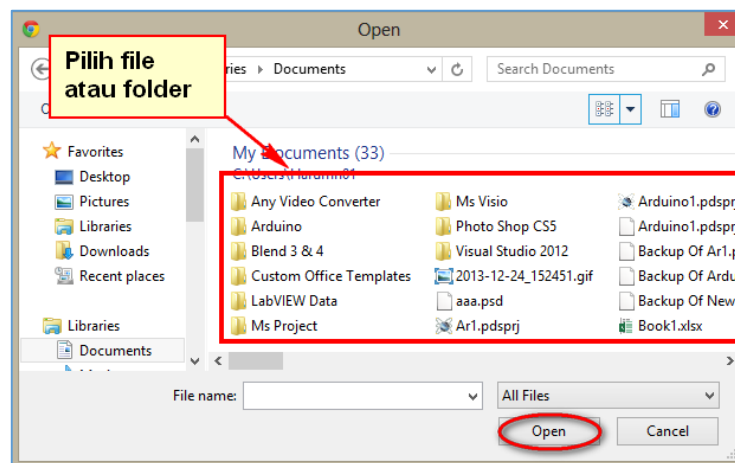 Open
Pilih file
atau folder
ries Documents
Search Documents
Favorites
Desktop
Pictures
Libraries
Downloads
Recent places
Libraries
Documents
My Documents (33)
Any Video Converter
Arduino
Blend 3 & 4
Custom Office Templates
LabVIEW Data
Ms Project
Ms Visio
Photo Shop CS5
Visual Studio 2012
2013-12-24_152451.gif
aaa.psd
Ar1.pdsprj
Arduino1.pdsprj
Arduino1.pdspr
Backup Of Ar1.p
Backup Of Ardu
Backup Of New
Book1.xlsx
File name:
All Files
Open
Cancel